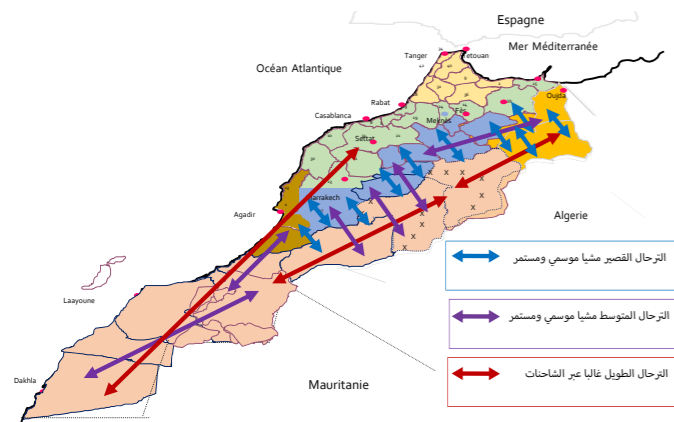 Espagne
Mer Méditerranée
Tanger
Tetouan
Océan Atlantique
Oujda
Rabat
Fès
Casablanca
Meknès
Settat
Marrakech
Agadir
Algerie
X X X
X
X
X
X
X
X
X
الترحال القصير مشيا موسمي ومستمر
Laayoune
الترحال المتوسط مشيا موسمي ومستمر
الترحال الطويل غالبا عبر الشاحنات
Dakhla
Mauritanie